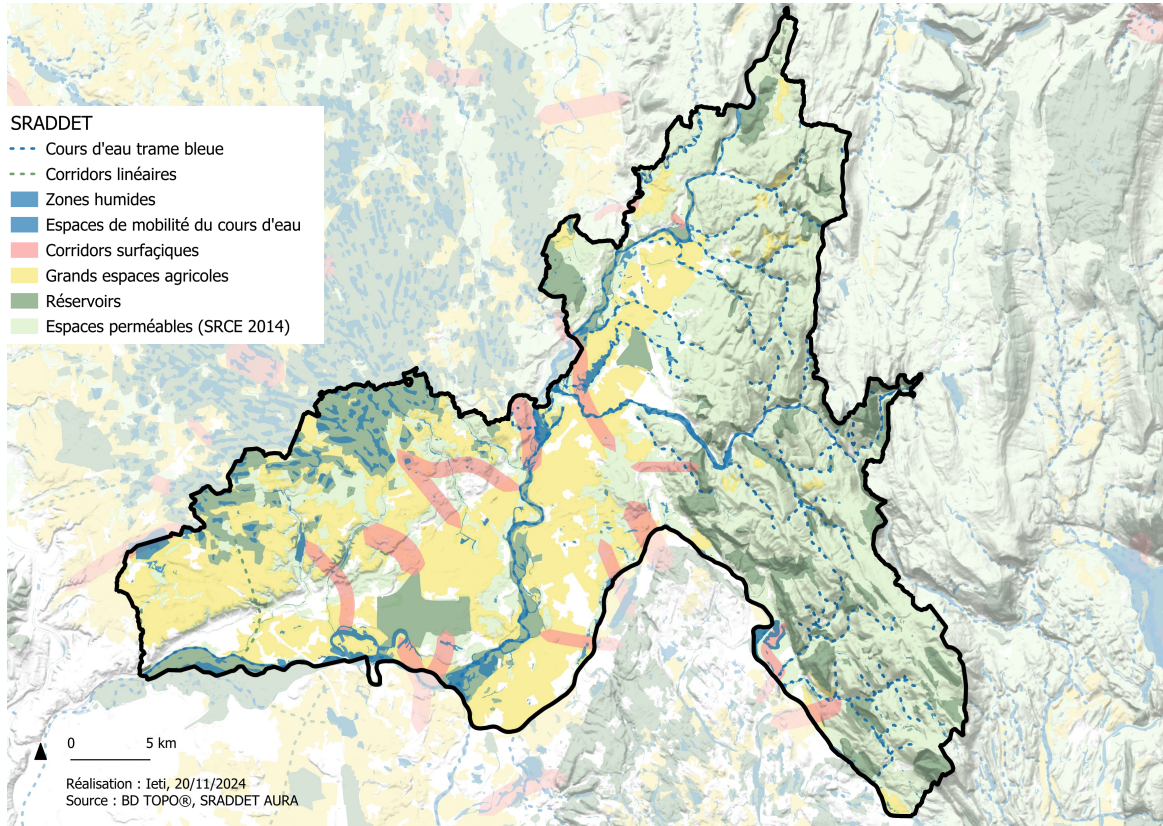 SRADDET
Cours d'eau trame bleue
Corridors linéaires
Zones humides
Espaces de mobilité du cours d'eau
Corridors surfaçiques
Grands espaces agricoles
Réservoirs
Espaces perméables (SRCE 2014)
0 5 km
Réalisation : Ieti, 20/11/2024
Source : BD TOPO®, SRADDET AURA